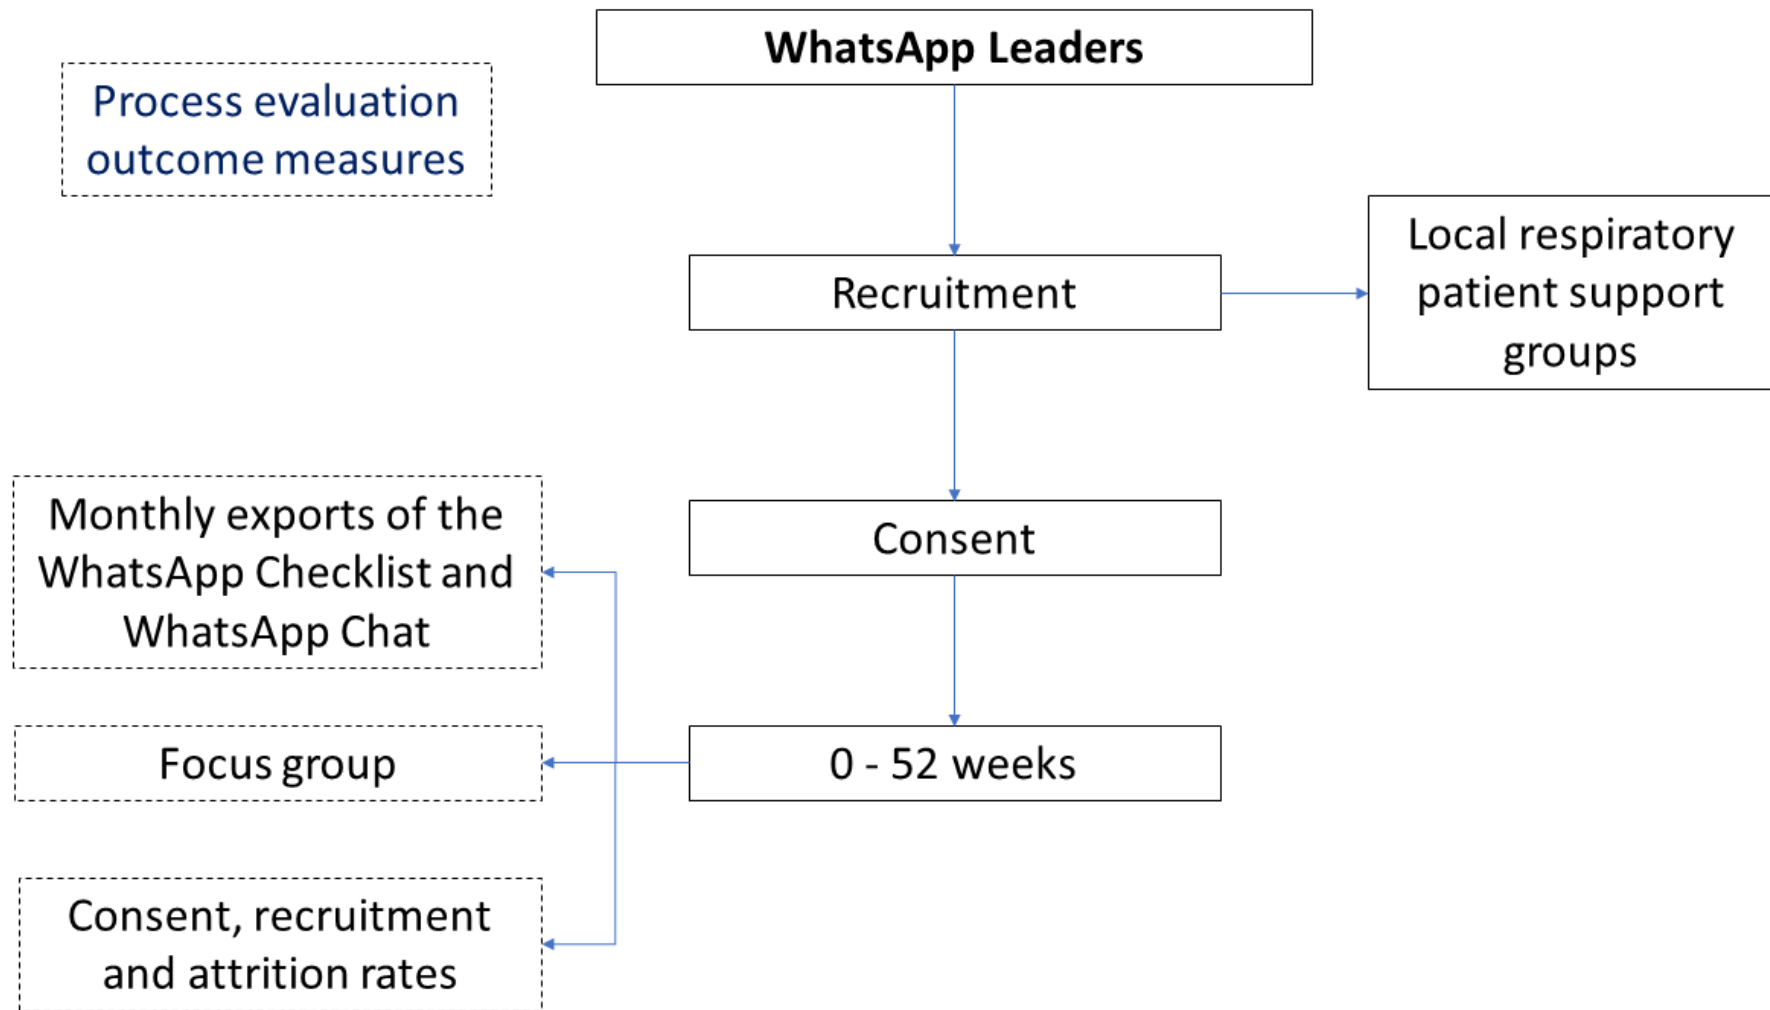 WhatsApp Leaders
Process evaluation
outcome measures
Recruitment
Local respiratory
patient support
groups
Consent
Monthly exports of the
WhatsApp Checklist and
WhatsApp Chat
0 - 52 weeks
Focus group
Consent, recruitment
and attrition rates